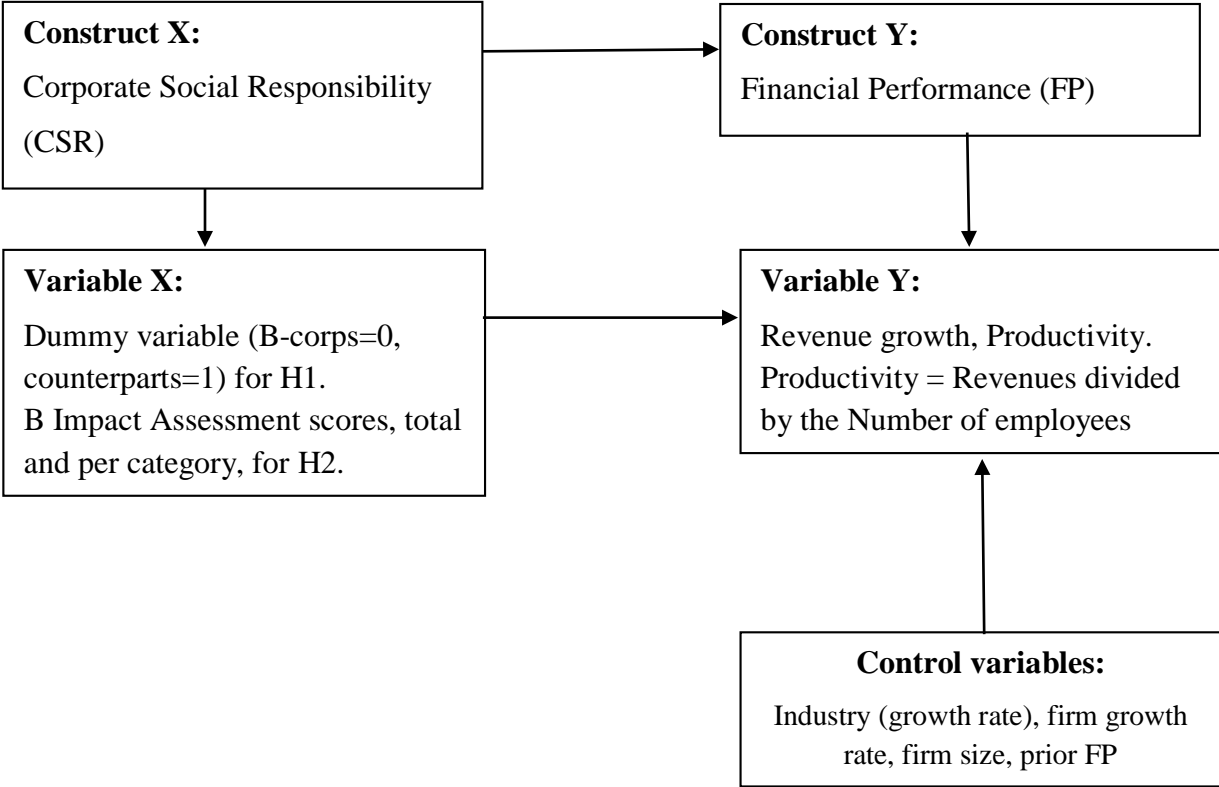 Construct X:
Corporate Social Responsibility
(CSR)
Construct Y:
Financial Performance (FP)
Variable X:
Dummy variable (B-corps=0,
counterparts=1) for H1.
B Impact Assessment scores, total
and per category, for H2.
Variable Y:
Revenue growth, Productivity.
Productivity = Revenues divided
by the Number of employees
Control variables:
Industry (growth rate), firm growth
rate, firm size, prior FP